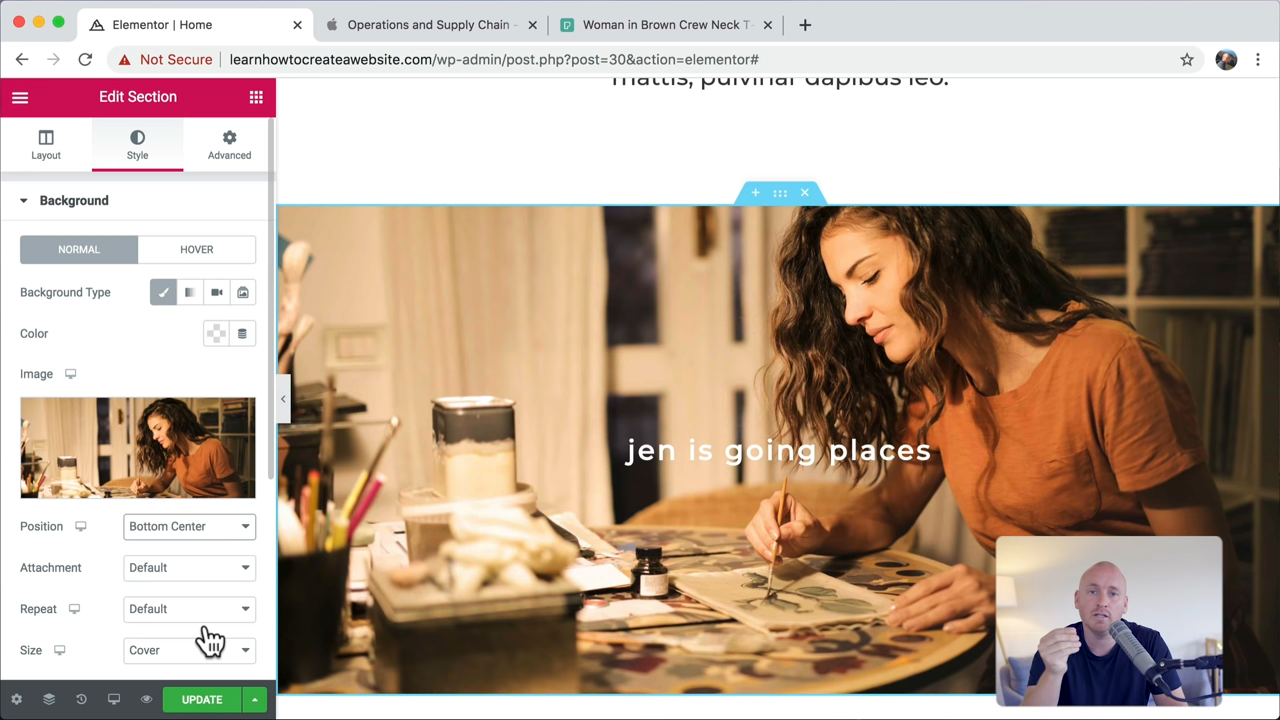 Elementor | Home
Operations and Supply Chain -
Woman in Brown Crew Neck T-
Not Secure | learnhowtocreateawebsite.com/wp-admin/post.php?post=30&action=elementor#
Edit Section
mattis, pulvinar dapibus leo.
Layout
Style
Advanced
Background
NORMAL
HOVER
Background Type
Color
Image
jen is going places
Position
Bottom Center
Attachment
Default
Repeat
Default
Size
Cover
UPDATE